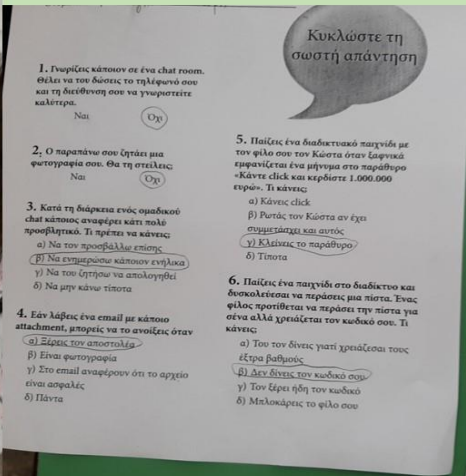 Κυκλώστε τη
σωστή απάντηση
1. Γνωρίζεις κάποιον σε ένα chat room.
Θέλει να του δώσεις το τηλέφωνό σου
και τη διεύθυνση σου να γνωριστείτε
καλύτερα.
Ναι Όχι
2. Ο παραπάνω σου ζητάει μια
φωτογραφία σου. Θα τη στείλεις;
Ναι Όχι
3. Κατά τη διάρκεια ενός ομαδικού
chat κάποιος αναφέρει κάτι πολύ
προσβλητικό. Τι πρέπει να κάνεις;
α) Να τον προσβάλλω επίσης
β) Να ενημερώσω κάποιον ενήλικα
γ) Να του ζητήσω να απολογηθεί
δ) Να μην κάνω τίποτα
4. Εάν λάβεις ένα email με κάποιο
attachment, μπορείς να το ανοίξεις όταν
α) Ξέρεις τον αποστολέα
β) Είναι φωτογραφία
γ) Στο email αναφέρουν ότι το αρχείο
είναι ασφαλές
δ) Πάντα
5. Παίζεις ένα διαδικτυακό παιχνίδι με
τον φίλο σου τον Κώστα όταν ξαφνικά
εμφανίζεται ένα μήνυμα στο παράθυρο
«Κάντε click και κερδίστε 1.000.000
ευρώ». Τι κάνεις;
α) Κάνεις click
β) Ρωτάς τον Κώστα αν έχει
συμμετάσχει και αυτός
γ) Κλείνεις το παράθυρο
δ) Τίποτα
6. Παίζεις ένα παιχνίδι στο διαδίκτυο και
δυσκολεύεσαι να περάσεις μια πίστα. Ένας
φίλος προτίθεται να περάσει την πίστα για
σένα αλλά χρειάζεται τον κωδικό σου. Τι
κάνεις;
α) Του τον δίνεις γιατί χρειάζεσαι τους
έξτρα βαθμούς
β) Δεν δίνεις τον κωδικό σου
γ) Τον ξέρει ήδη τον κωδικό
δ) Μπλοκάρεις το φίλο σου